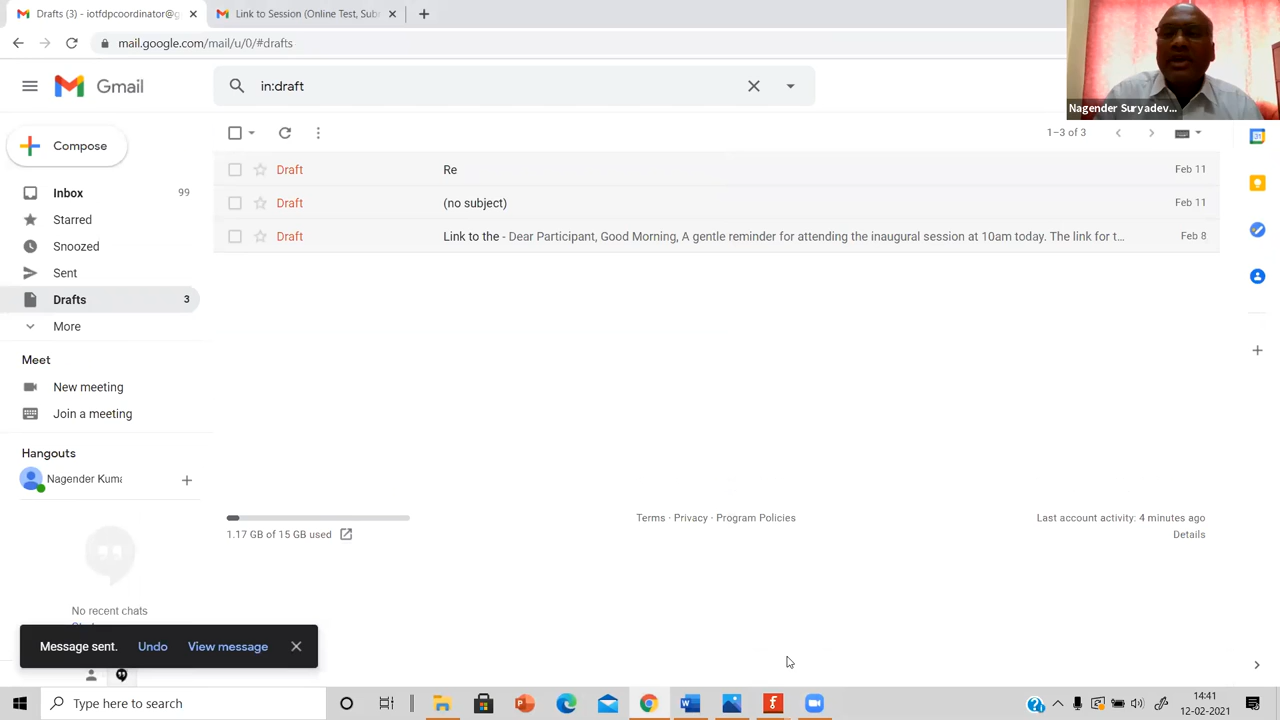 Drafts (3) - iotfdpcoordinator@g
Link to Session (Online Test, Sub
mail.google.com/mail/u/0/#drafts
Nagender Suryadev...
Gmail
in:draft
Compose
1–3 of 3
31
Inbox 99
Draft Re Feb 11
Starred
Draft (no subject) Feb 11
Snoozed
Draft Link to the - Dear Participant, Good Morning, A gentle reminder for attending the inaugural session at 10am today. The link for t… Feb 8
Sent
Drafts 3
More
Meet
New meeting
Join a meeting
Hangouts
Nagender Kuma
1.17 GB of 15 GB used
Terms · Privacy · Program Policies
Last account activity: 4 minutes ago
Details
No recent chats
Message sent. Undo View message
Type here to search
14:41
12-02-2021